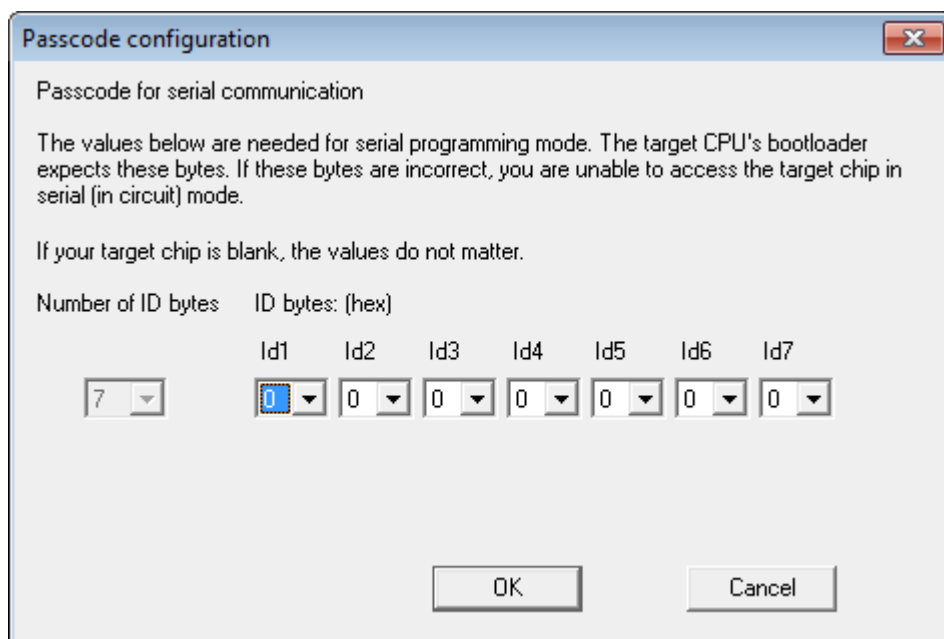 Passcode configuration
Passcode for serial communication
The values below are needed for serial programming mode. The target CPU's bootloader
expects these bytes. If these bytes are incorrect, you are unable to access the target chip in
serial (in circuit) mode.
If your target chip is blank, the values do not matter.
Number of ID bytes ID bytes: (hex)
Id1 Id2 Id3 Id4 Id5 Id6 Id7
7 0 0 0 0 0 0 0
OK Cancel